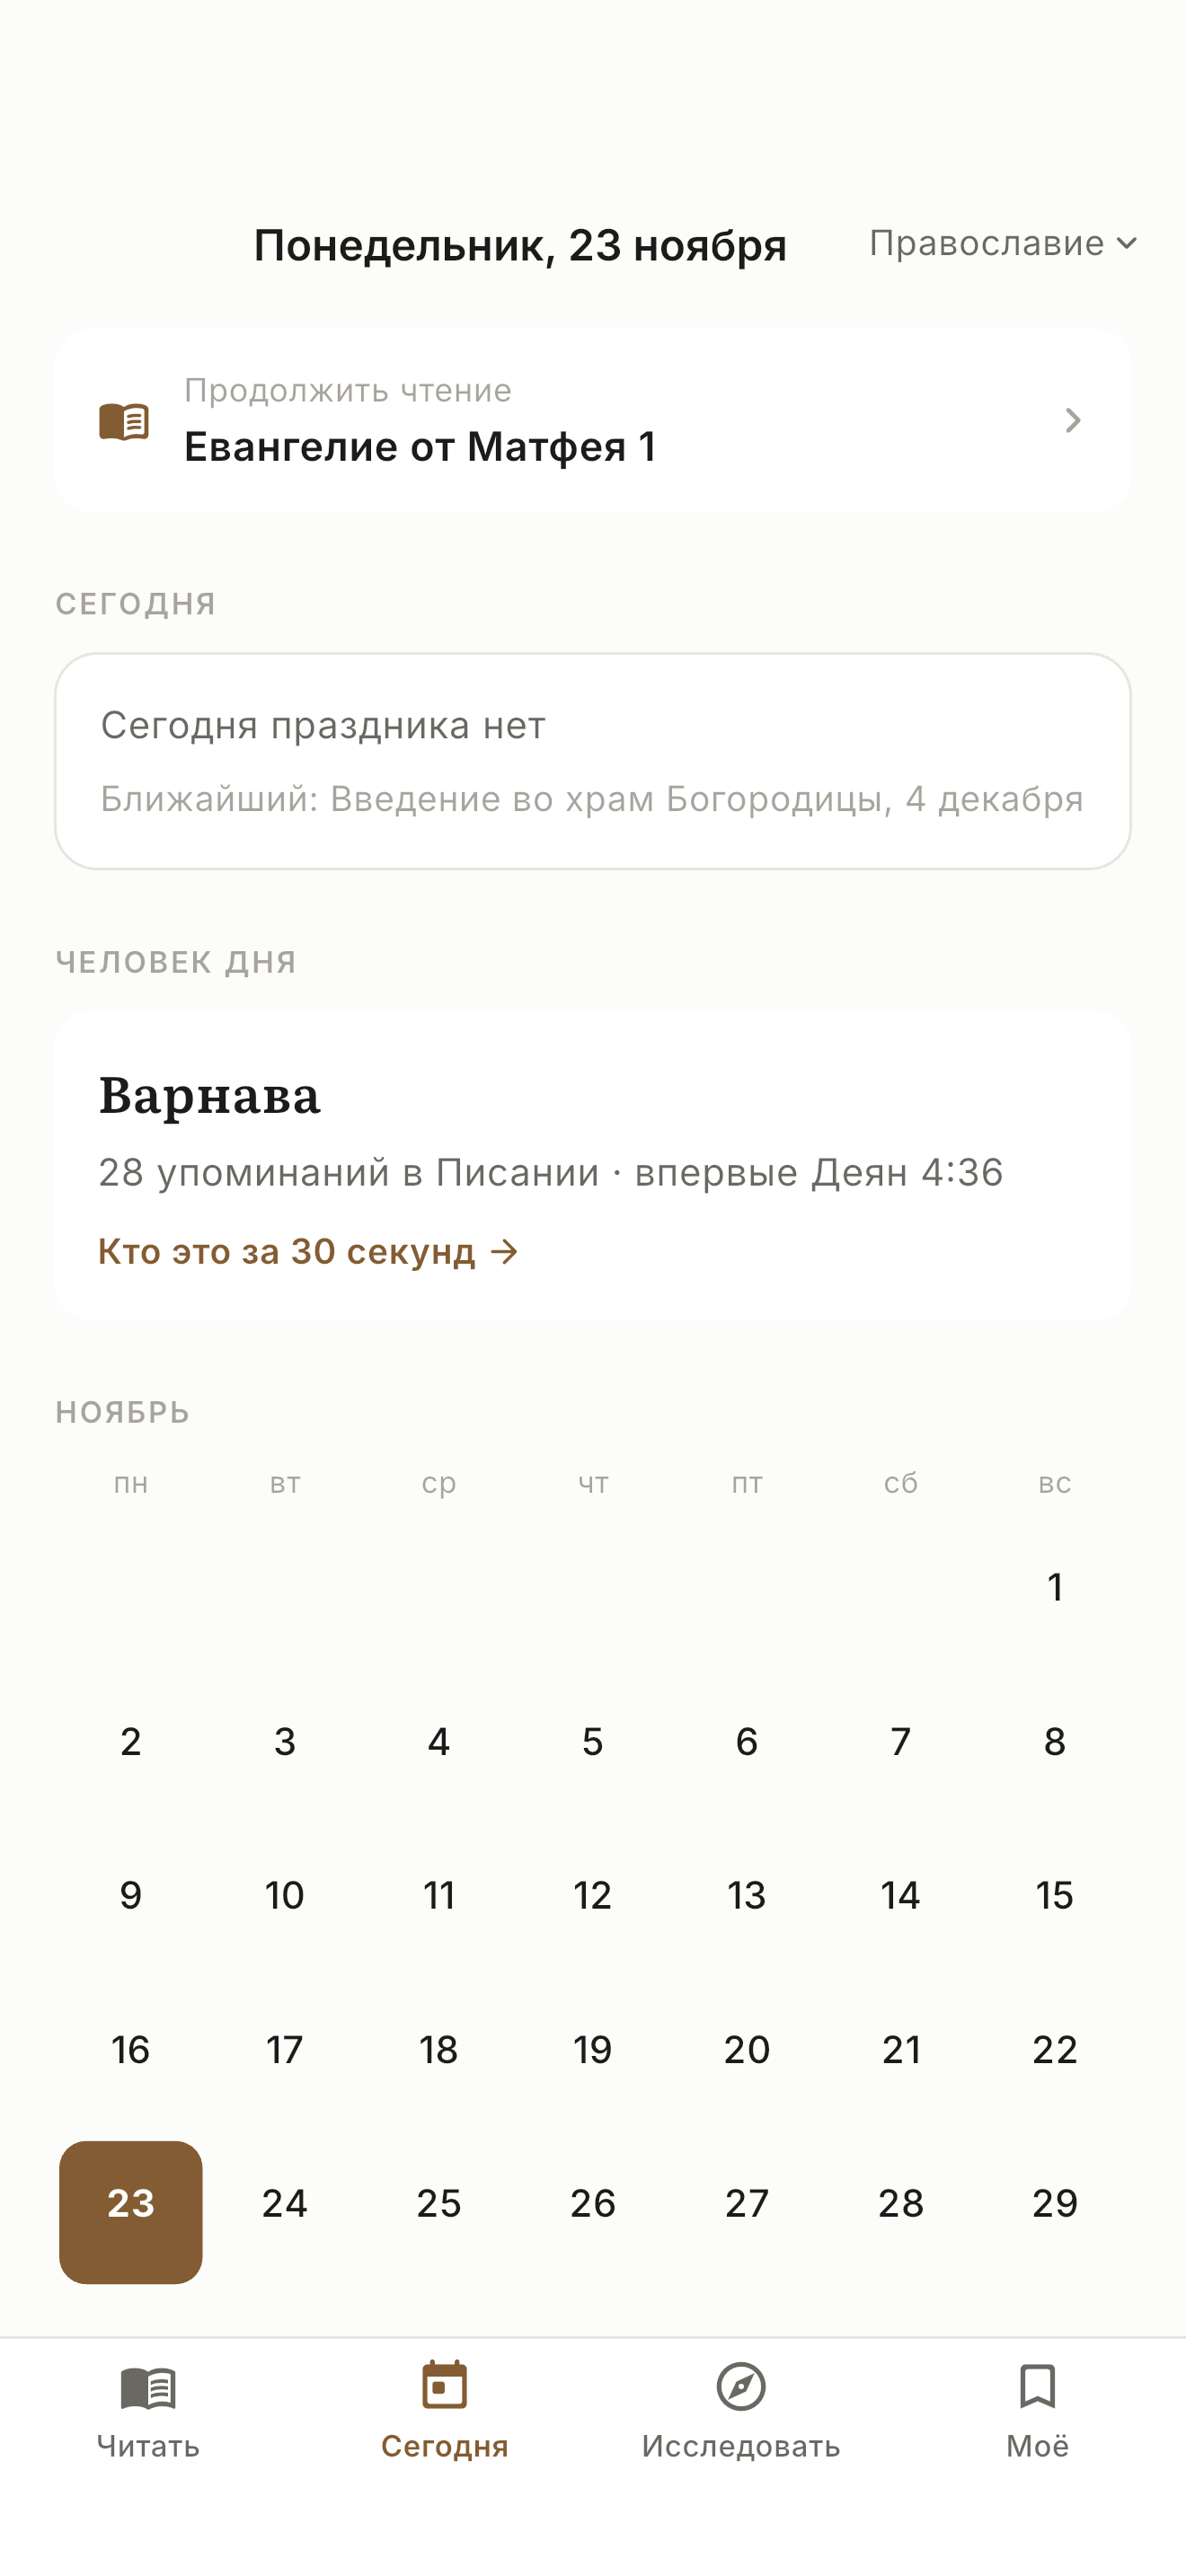 Понедельник, 23 ноября
Православие
Продолжить чтение
Евангелие от Матфея 1
СЕГОДНЯ
Сегодня праздника нет
Ближайший: Введение во храм Богородицы, 4 декабря
ЧЕЛОВЕК ДНЯ
Варнава
28 упоминаний в Писании · впервые Деян 4:36
Кто это за 30 секунд →
НОЯБРЬ
пн вт ср чт пт сб вс
1
2 3 4 5 6 7 8
9 10 11 12 13 14 15
16 17 18 19 20 21 22
23 24 25 26 27 28 29
Читать Сегодня Исследовать Моё